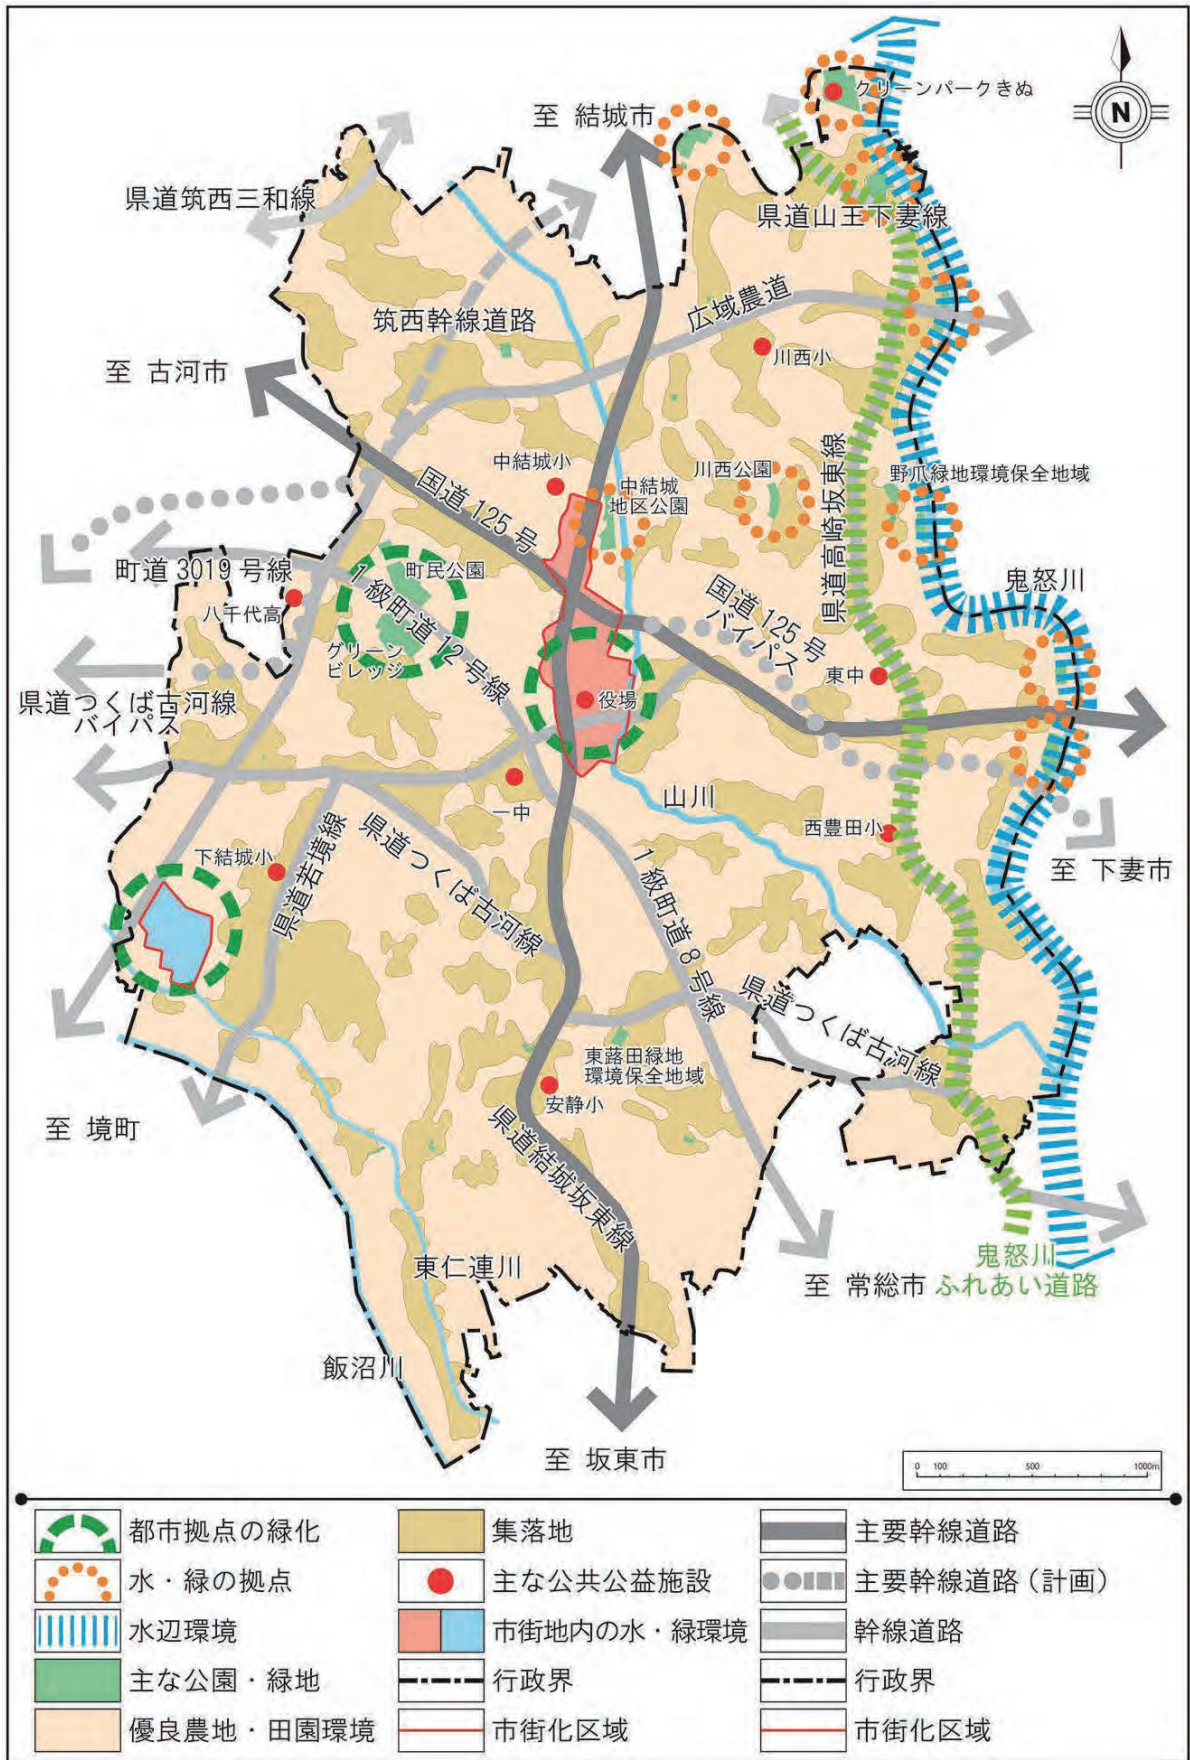 クリーンパークきぬ
N
至 結城市
県道筑西三和線
県道山王下妻線
広域農道
筑西幹線道路
川西小
至 古河市
中結城小
国道125号
中結城
地区公園
川西公園
県道高崎坂東線
野爪緑地環境保全地域
町道3019号線
町民公園
1級町道12号線
八千代高
グリーン
ビレッジ
国道125号
バイパス
鬼怒川
東中
役場
県道つくば古河線
バイパス
一中
山川
西豊田小
至 下妻市
下結城小
県道若境線
県道つくば古河線
1級町道8号線
県道つくば古河線
東蕗田緑地
環境保全地域
安静小
至 境町
県道結城坂東線
東仁連川
至 常総市
鬼怒川
ふれあい道路
飯沼川
至 坂東市
0 100 500 1000m
都市拠点の緑化
集落地
主要幹線道路
水・緑の拠点
主な公共公益施設
主要幹線道路(計画)
水辺環境
市街地内の水・緑環境
幹線道路
主な公園・緑地
行政界
行政界
優良農地・田園環境
市街化区域
市街化区域